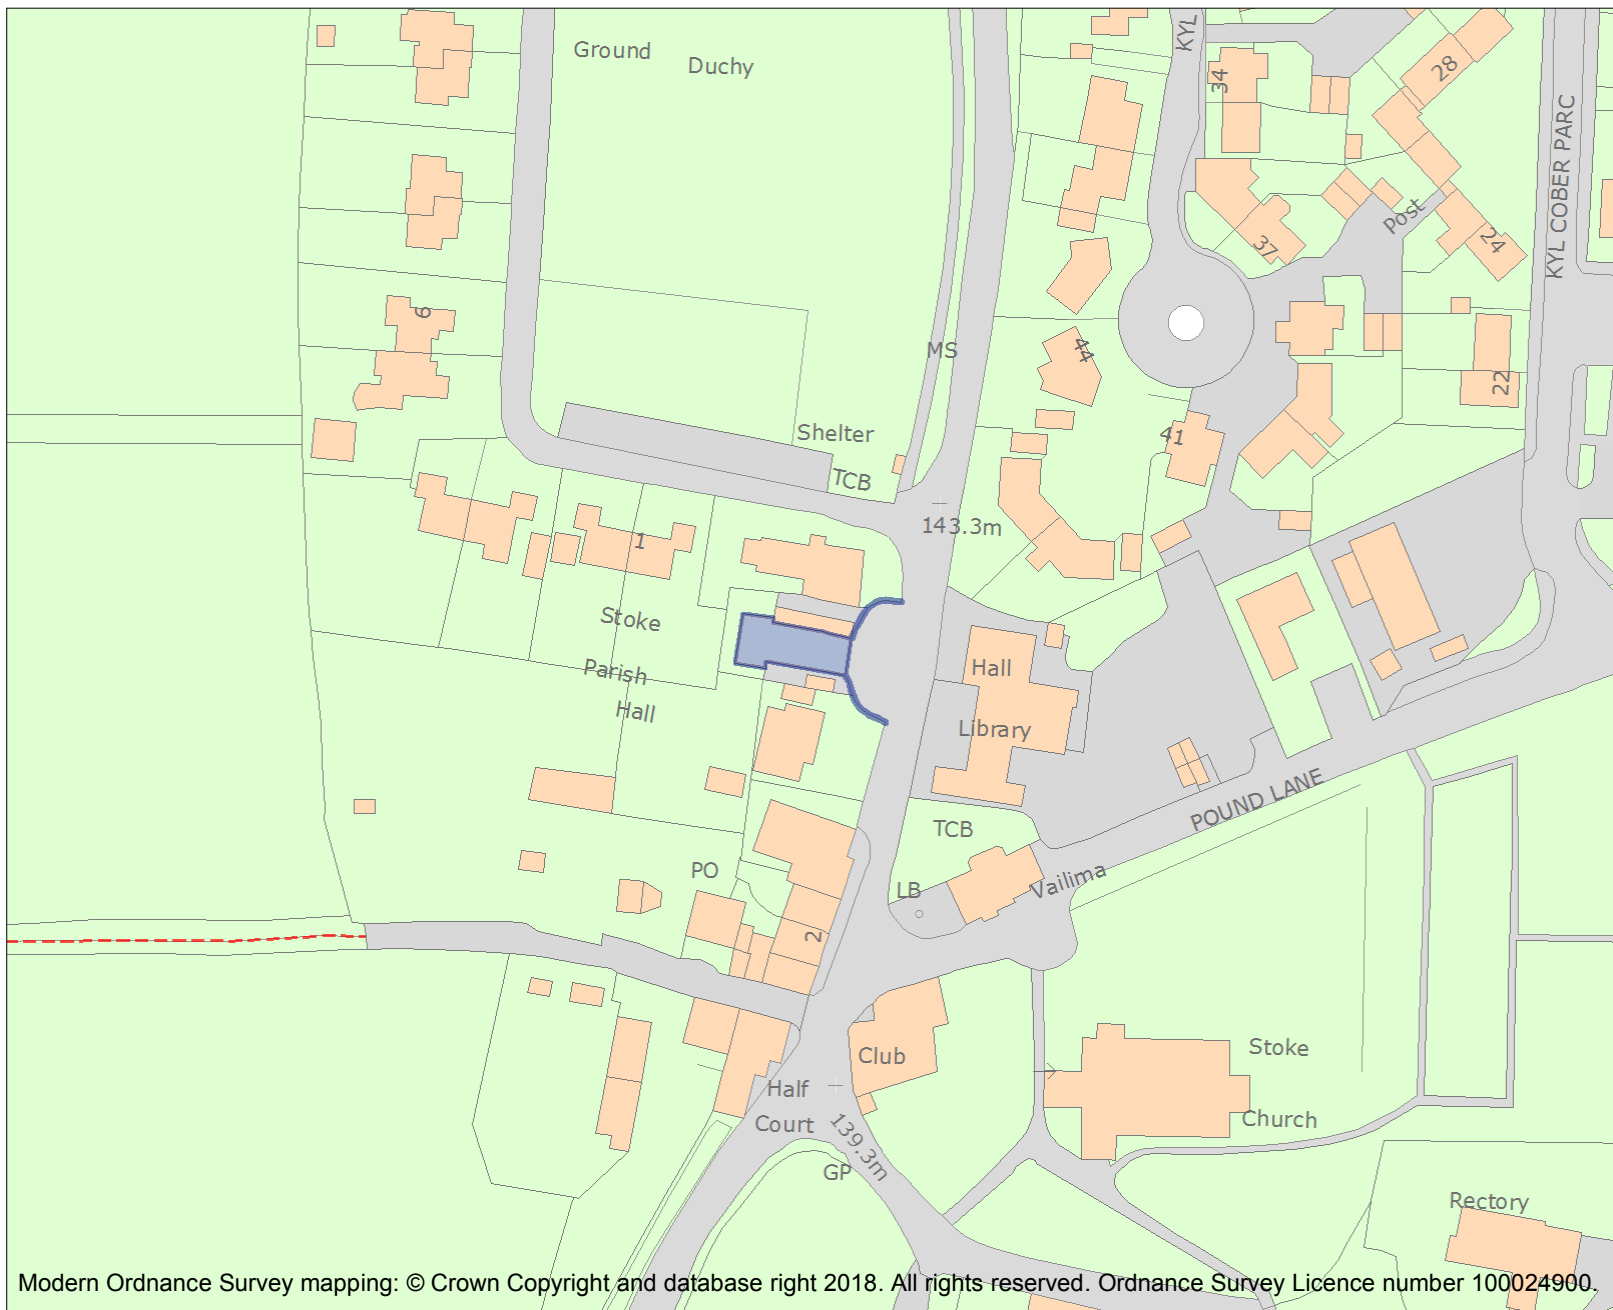 KYL
Ground
Duchy
34
28
KYL COBER PARC
Post
37
24
6
MS
44
22
Shelter
41
TCB
143.3m
1
Stoke
Parish
Hall
Hall
Library
POUND LANE
TCB
PO
LB
Vailima
2
Club
Stoke
Church
Half
Court
139.3m
GP
Rectory
Modern Ordnance Survey mapping: © Crown Copyright and database right 2018. All rights reserved. Ordnance Survey Licence number 100024900.